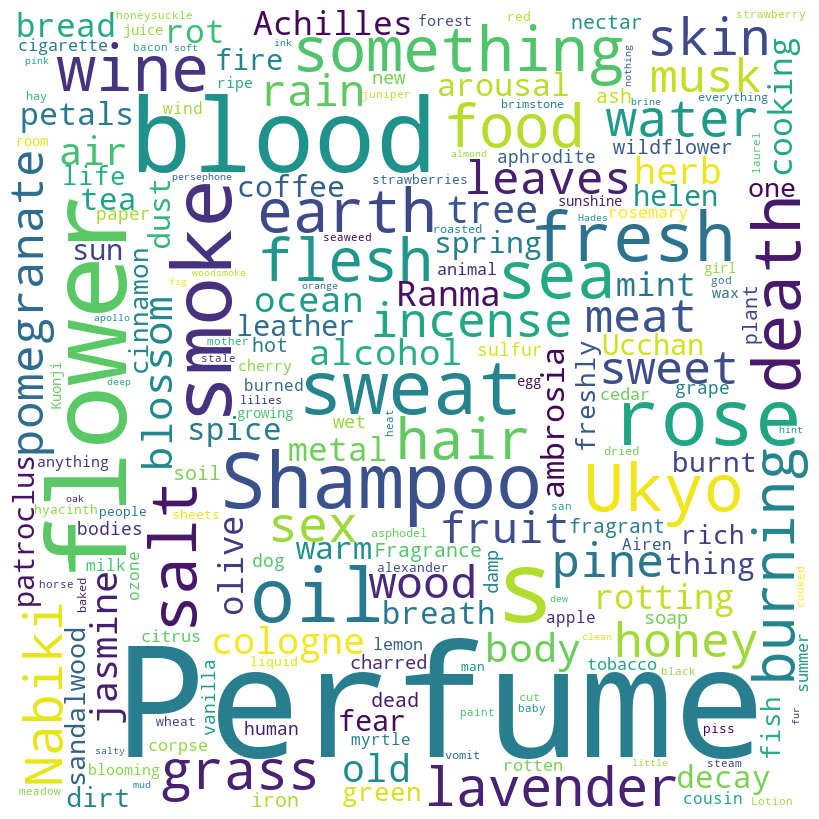 bread
honeysuckle
juice
rot
Achilles
forest
red
nectar
strawberry
cigarette
bacon
soft
ink
something
skin
wine
fire
pink
ripe
rain
new
juniper
arousal
ash
nothing
musk
everything
cooking
hay
petals
wind
blood
food
brimstone
water
brine
room
air
persephone
almond
aphrodite
wildflower
laurel
life
coffee
strawberries
leaves
herb
one
tea
smoke
earth
tree
helen
sunshine
paper
dust
rosemary
pomegranate
flower
sun
seaweed
roasted
spring
fresh
Hades
death
cinnamon
flesh
animal
sea
mint
girl
god
plant
woodsmoke
fig
orange
ocean
Ranma
wax
apollo
blossom
leather
incense
meat
mother
hot
alcohol
sulfur
Ucchan
stale
Kuonji
deep
cherry
burned
sweat
egg
sweet
freshly
cedar
grape
lilies
growing
heat
ambrosia
rose
spice
wet
hair
dried
hint
anything
metal
patroclus
salt
soil
Shampoo
Ukyo
burnt
burning
oak
hyacinth
people
sheets
sex
asphodel
san
fruit
fragrant
rich
bodies
olive
warm
Fragrance
damp
Airen
pine
thing
milk
ozone
dog
horse
baked
alexander
oil
wood
s
dew
rotting
cooked
Nabiki
jasmine
breath
apple
soap
citrus
cologne
lemon
clean
body
honey
sandalwood
vanilla
liquid
charred
man
tobacco
black
summer
Perfume
dead
cut
baby
wheat
human
fear
paint
piss
fish
fur
salty
corpse
myrtle
vomit
steam
blooming
grass
old
rotten
little
decay
meadow
mud
dirt
iron
green
lavender
cousin
Lotion